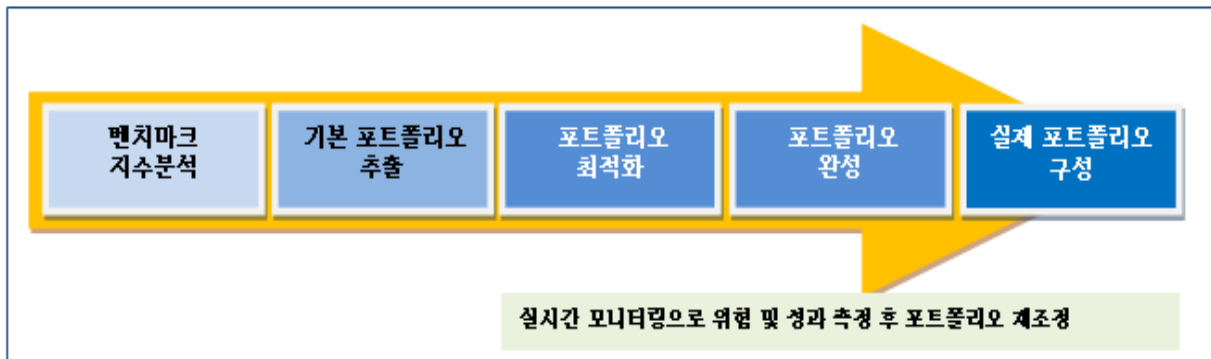 벤치마크
지수분석
기본 포트폴리오
추출
포트폴리오
최적화
포트폴리오
완성
실제 포트폴리오
구성
실시간 모니터링으로 위험 및 성과 측정 후 포트폴리오 재조정